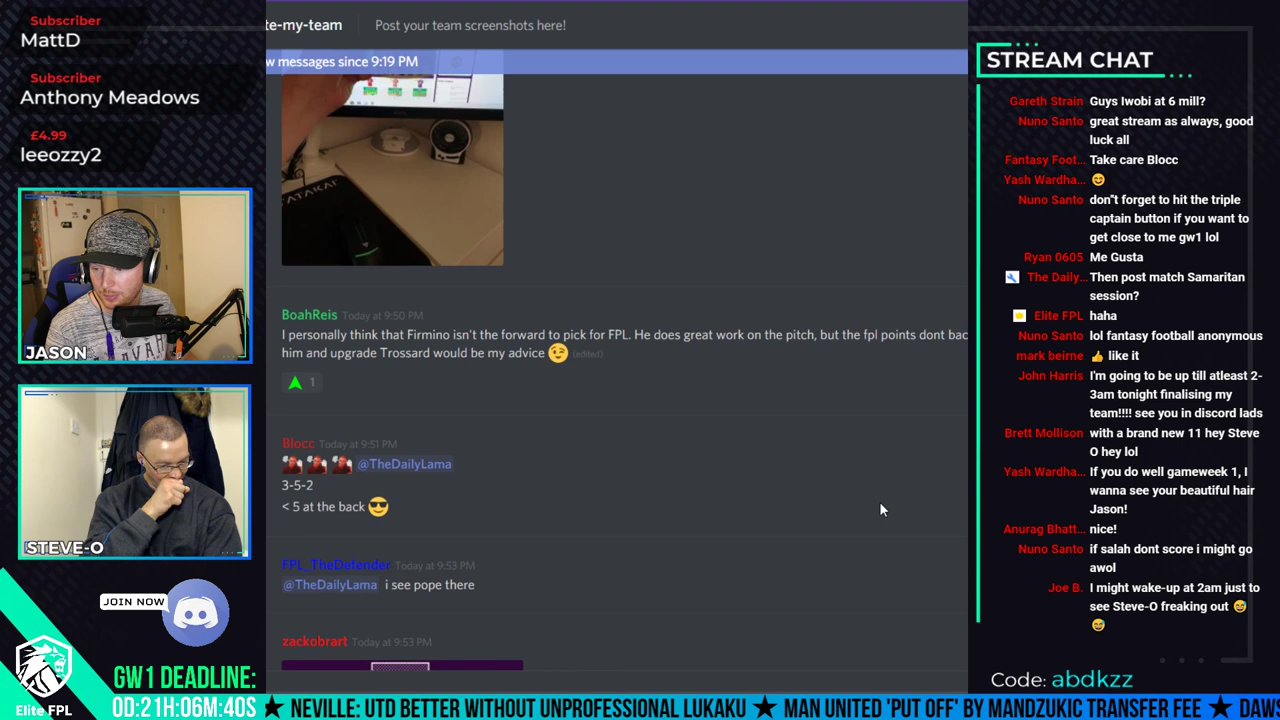 Subscriber
MattD
Subscriber
Anthony Meadows
£4.99
leeozzy2
JASON
STEVE-O
JOIN NOW
Elite FPL
GW1 DEADLINE:
0D:21H:06M:40S
te-my-team
Post your team screenshots here!
w messages since 9:19 PM
FATAKAI
BoahReis Today at 9:50 PM
I personally think that Firmino isn't the forward to pick for FPL. He does great work on the pitch, but the fpl points dont bac
him and upgrade Trossard would be my advice 😉 (edited)
1
Blocc Today at 9:51 PM
@TheDailyLama
3-5-2
< 5 at the back 😎
FPL_TheDefender Today at 9:53 PM
@TheDailyLama i see pope there
zackobrart Today at 9:53 PM
STREAM CHAT
Gareth Strain Guys Iwobi at 6 mill?
Nuno Santo great stream as always, good
luck all
Fantasy Foot... Take care Blocc
Yash Wardha... 😊
Nuno Santo don"t forget to hit the triple
captain button if you want to
get close to me gw1 lol
Ryan 0605 Me Gusta
The Daily... Then post match Samaritan
session?
Elite FPL haha
Nuno Santo lol fantasy football anonymous
mark beirne 👍 like it
John Harris I'm going to be up till atleast 2-
3am tonight finalising my
team!!!! see you in discord lads
Brett Mollison with a brand new 11 hey Steve
O hey lol
Yash Wardha... If you do well gameweek 1, I
wanna see your beautiful hair
Jason!
Anurag Bhatt... nice!
Nuno Santo if salah dont score i might go
awol
Joe B. I might wake-up at 2am just to
see Steve-O freaking out 😅
😅
Code: abdkzz
★ NEVILLE: UTD BETTER WITHOUT UNPROFESSIONAL LUKAKU ★ MAN UNITED 'PUT OFF' BY MANDZUKIC TRANSFER FEE ★ DAWS